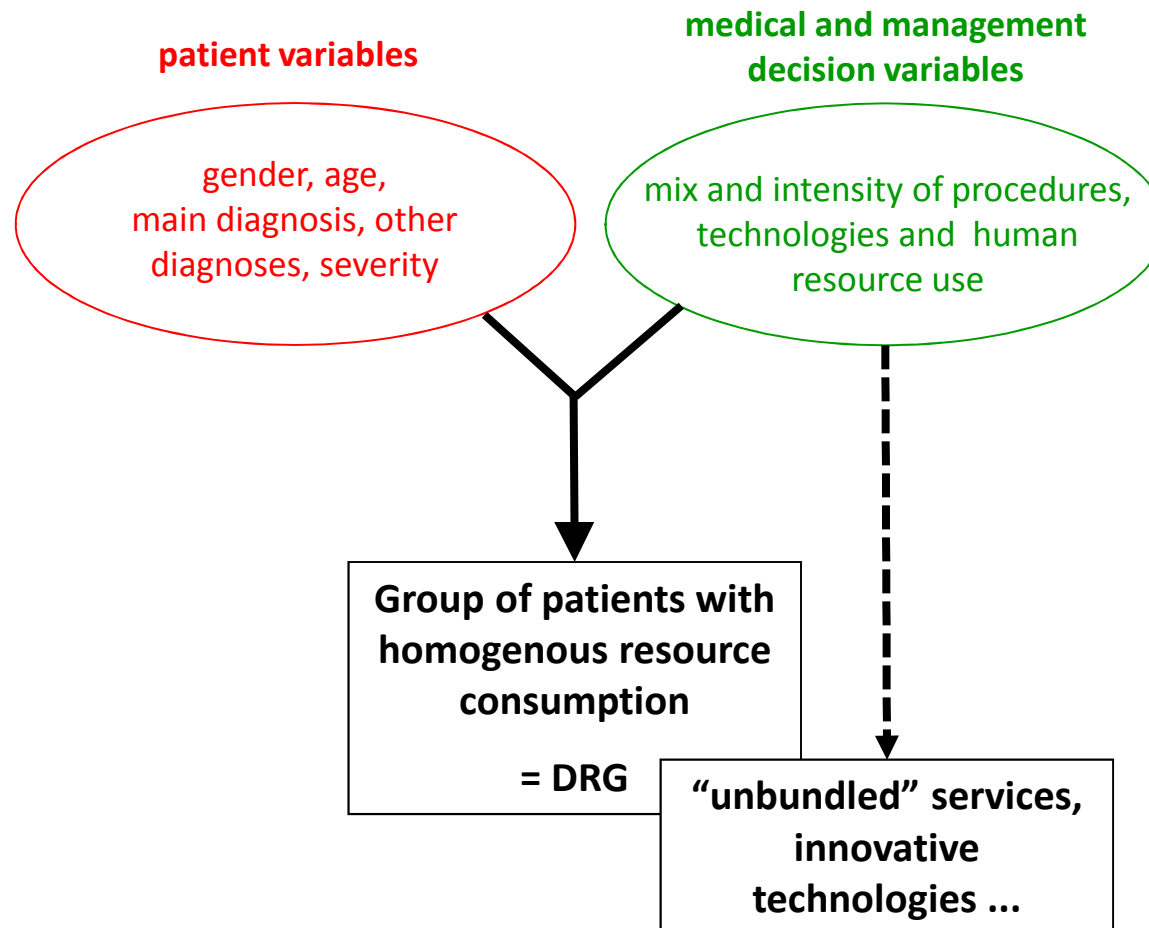 patient variables
medical and management
decision variables
gender, age,
main diagnosis, other
diagnoses, severity
mix and intensity of procedures,
technologies and human
resource use
Group of patients with
homogenous resource
consumption
= DRG
“unbundled” services,
innovative
technologies ...